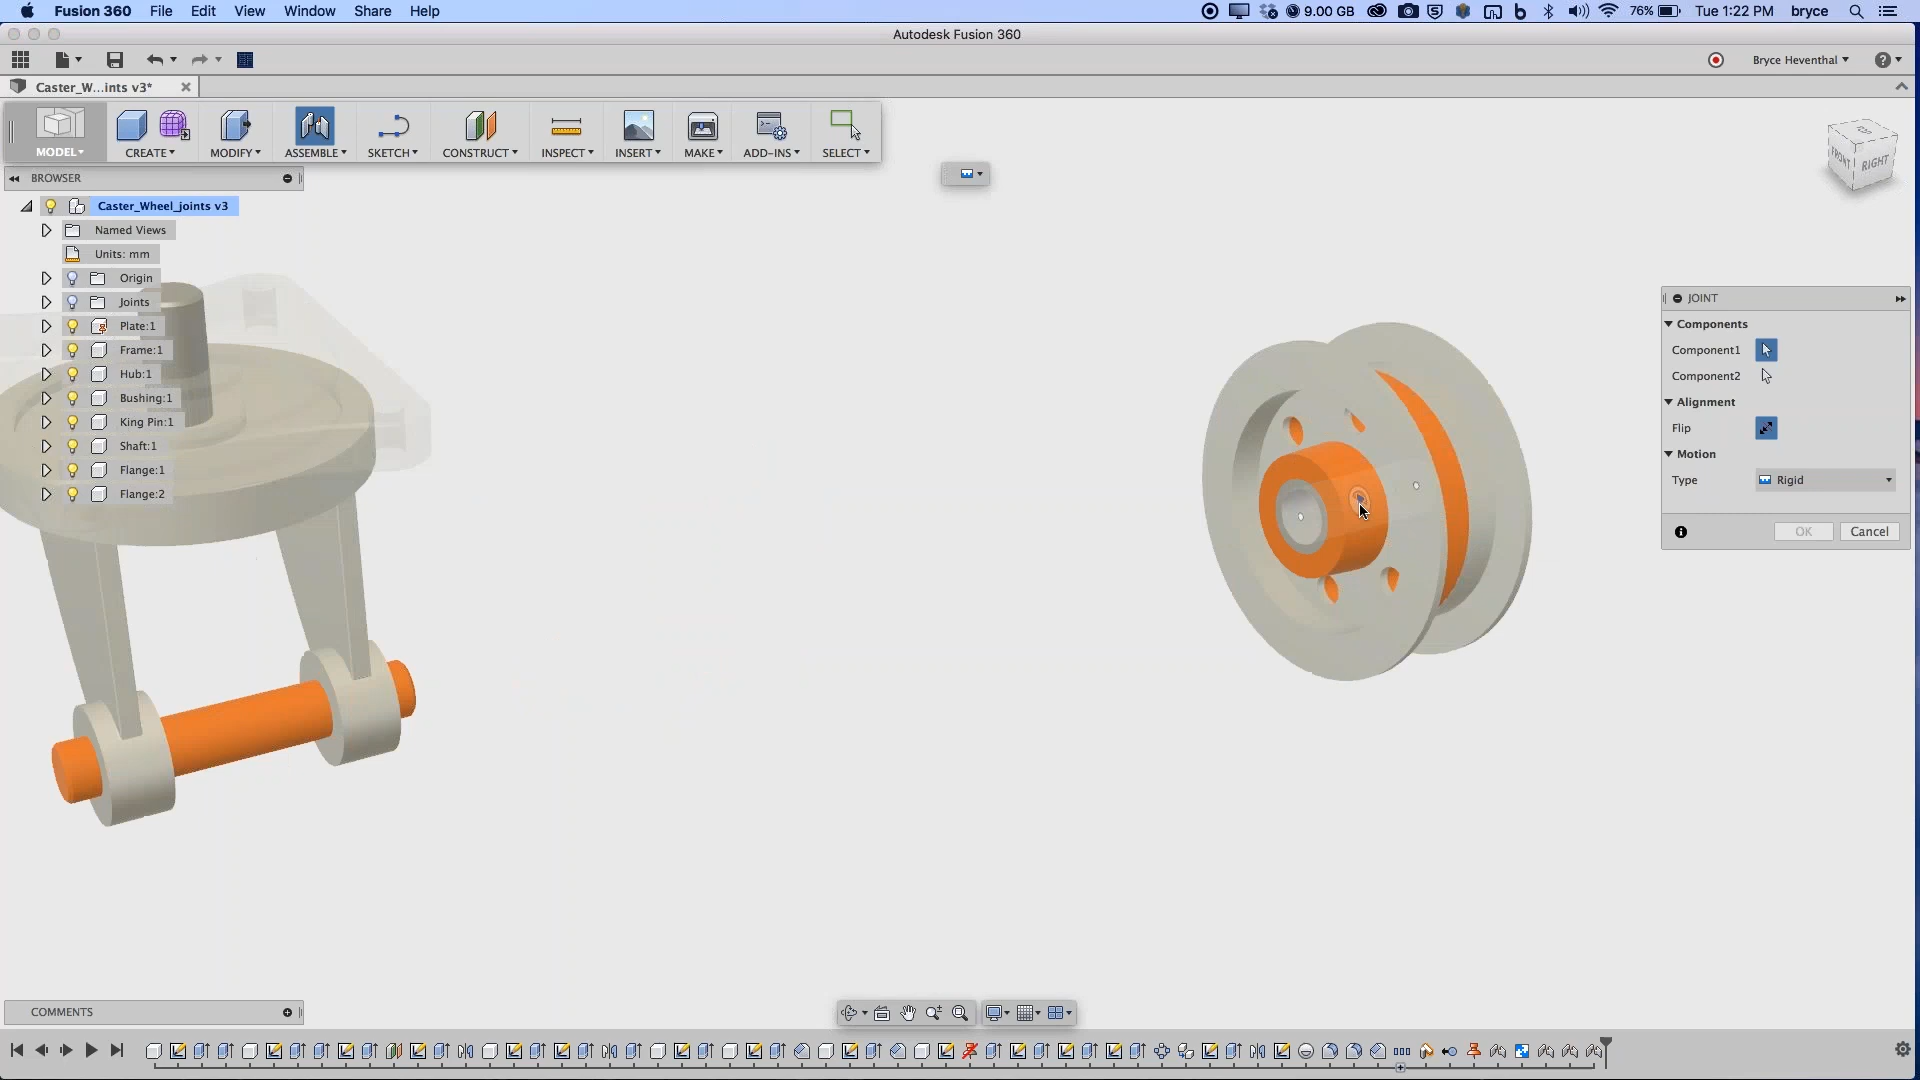 Fusion 360 File Edit View Window Share Help 9.00 GB 76% Tue 1:22 PM bryce
Autodesk Fusion 360
Bryce Heventhal
Caster_W...ints v3*
MODEL CREATE MODIFY ASSEMBLE SKETCH CONSTRUCT INSPECT INSERT MAKE ADD-INS SELECT
BROWSER
Caster_Wheel_joints v3
Named Views
Units: mm
Origin
Joints
Plate:1
Frame:1
Hub:1
Bushing:1
King Pin:1
Shaft:1
Flange:1
Flange:2
FRONT RIGHT
JOINT
Components
Component1
Component2
Alignment
Flip
Motion
Type Rigid
OK Cancel
COMMENTS